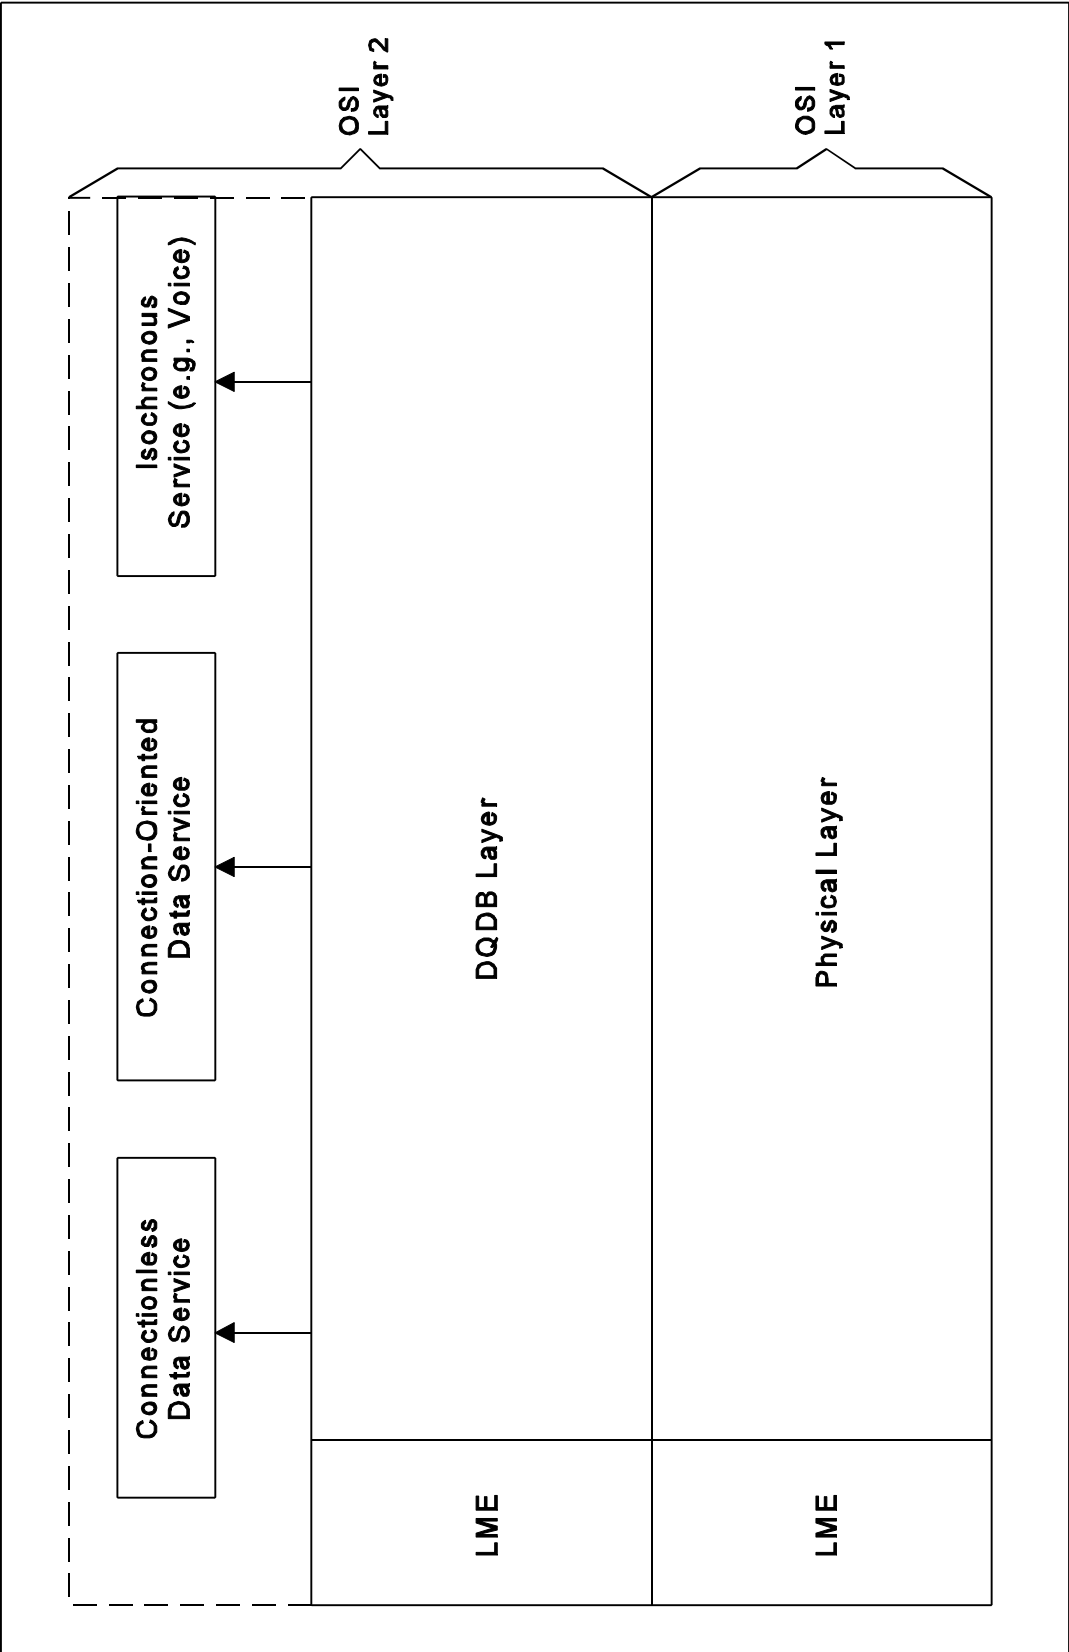 Connectionless
Data Service
Connection-Oriented
Data Service
Isochronous
Service (e.g., Voice)
OSI
Layer 2
LME
DQDB Layer
OSI
Layer 1
LME
Physical Layer